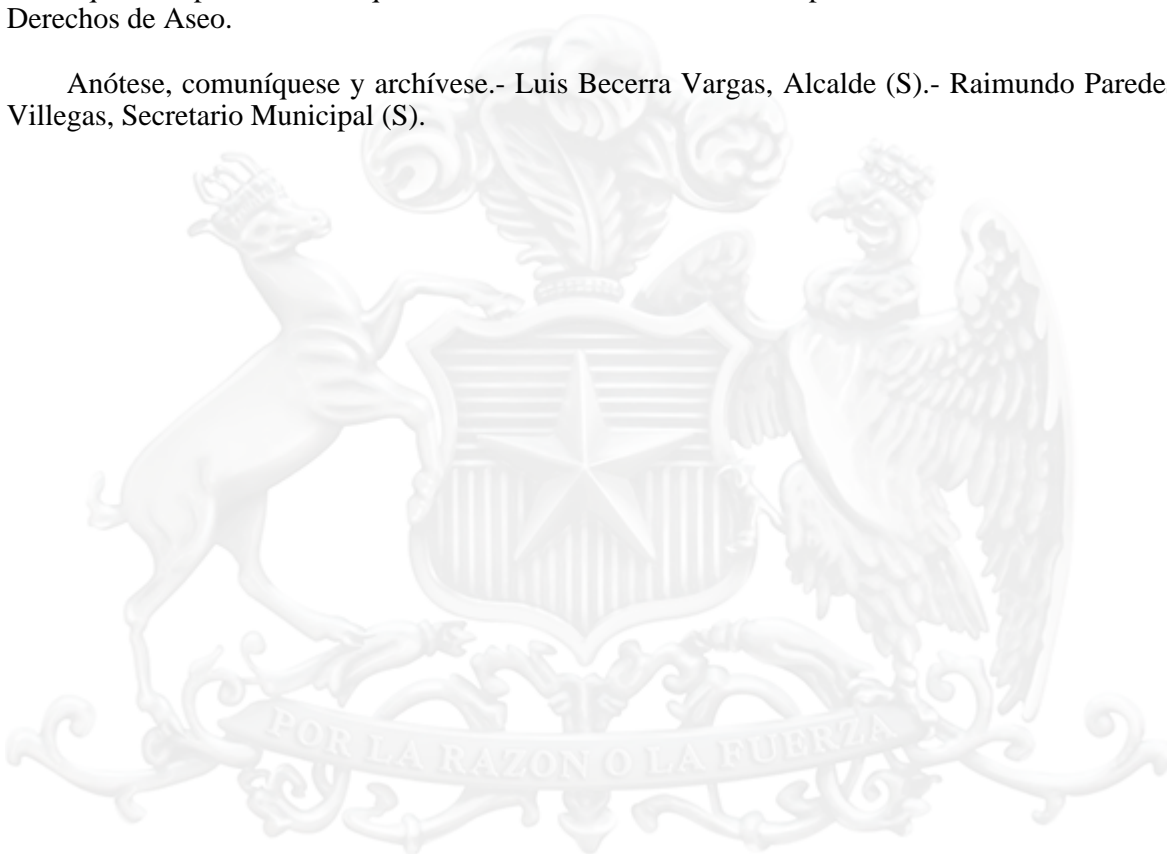 Derechos de Aseo.
Anótese, comuníquese y archívese.- Luis Becerra Vargas, Alcalde (S).- Raimundo Parede
Villegas, Secretario Municipal (S).
POR LA RAZON O LA FUERZA